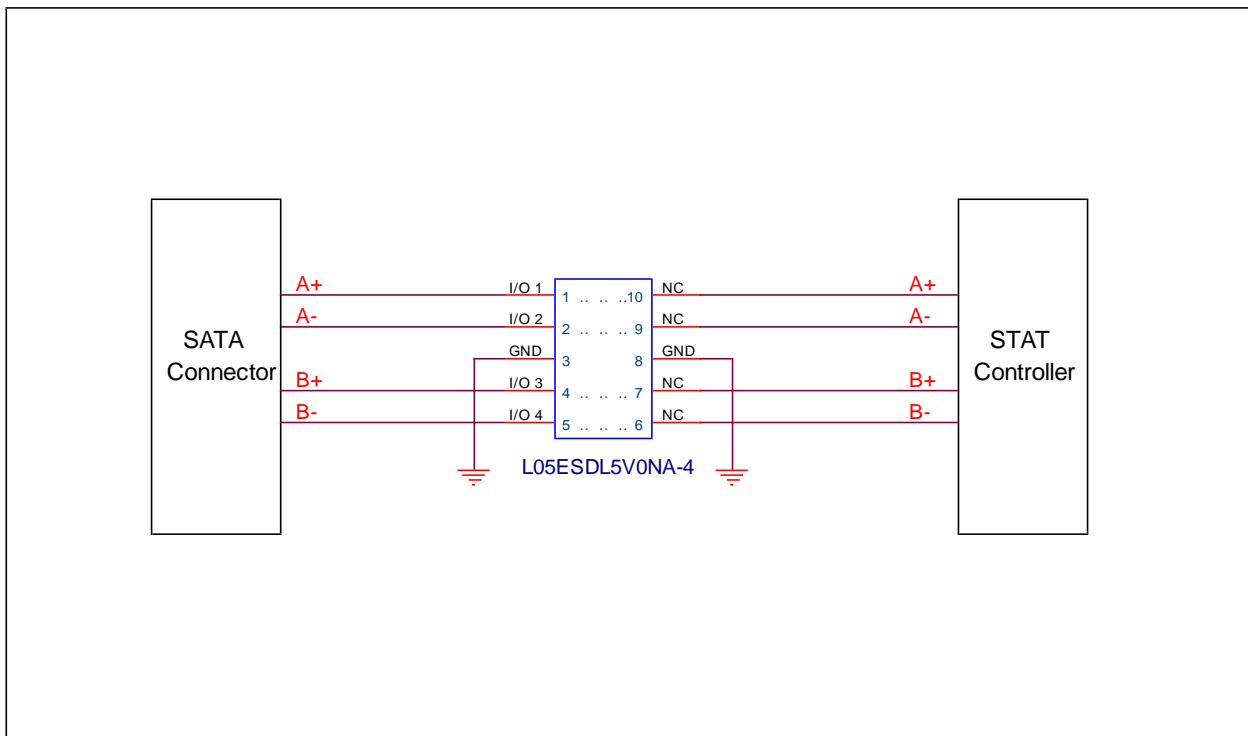 A+ I/O 1 1 .. .. ..10 NC A+
A- I/O 2 2 .. .. .. 9 NC A-
SATA
Connector
GND 3 8 GND
STAT
Controller
B+ I/O 3 4 .. .. .. 7 NC B+
B- I/O 4 5 .. .. .. 6 NC B-
L05ESDL5V0NA-4